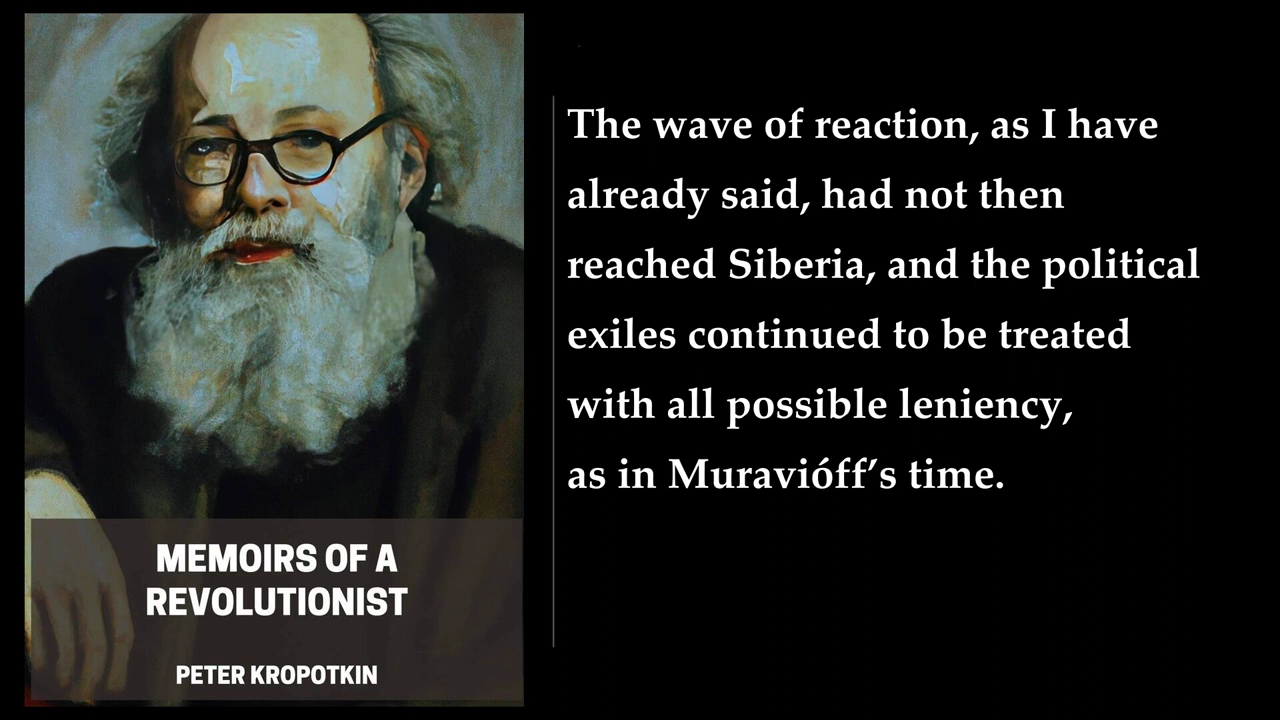 The wave of reaction, as I have
already said, had not then
reached Siberia, and the political
exiles continued to be treated
with all possible leniency,
as in Muravióff’s time.
MEMOIRS OF A
REVOLUTIONIST
PETER KROPOTKIN